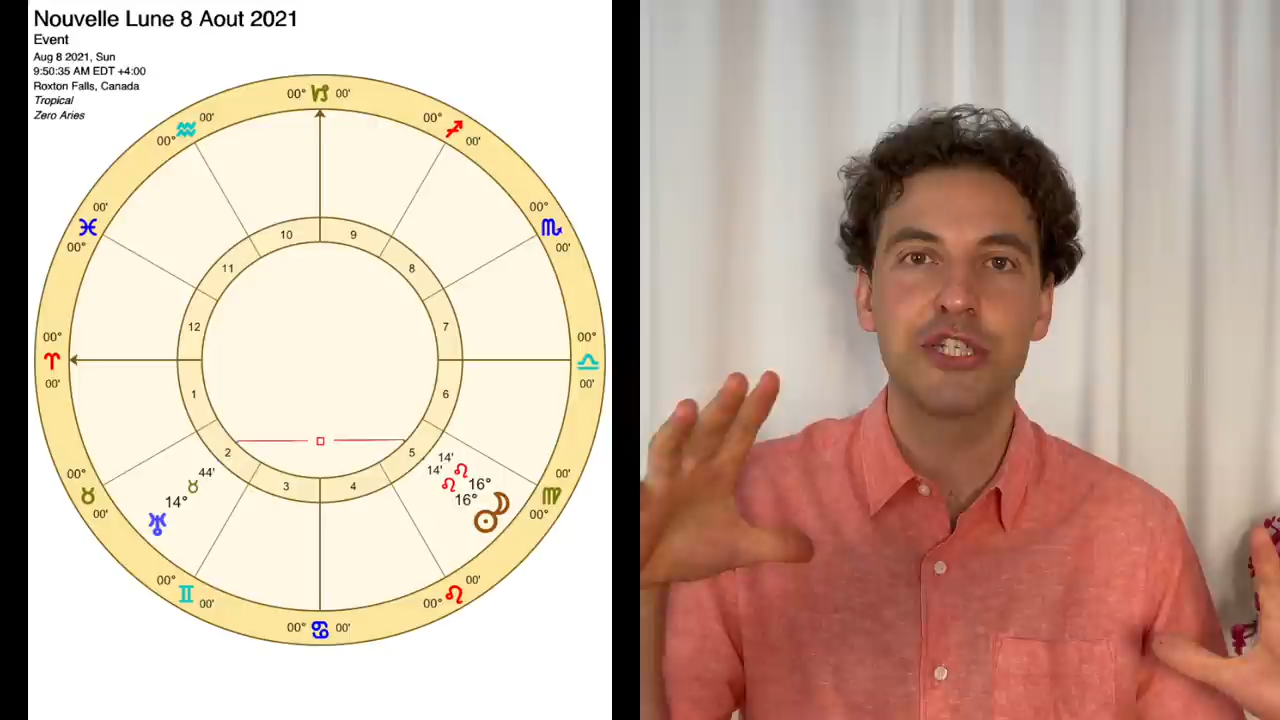 Nouvelle Lune 8 Aout 2021
Event
Aug 8 2021, Sun
9:50:35 AM EDT +4:00
Roxton Falls, Canada
Tropical
Zero Aries
00° ♑ 00'
00° ♐ 00'
00° ♒ 00'
00° ♓ 00'
00° ♏ 00'
10 9
11 8
12 7
00° ♈ 00'
00° ♎ 00'
1 6
2 5
3 4
00° ♉ 00'
♅ 14° ♉ 44'
14' ♌ 16° ☽
14' ♌ 16° ☉
00° ♍ 00'
00° ♊ 00'
00° ♌ 00'
00° ♋ 00'